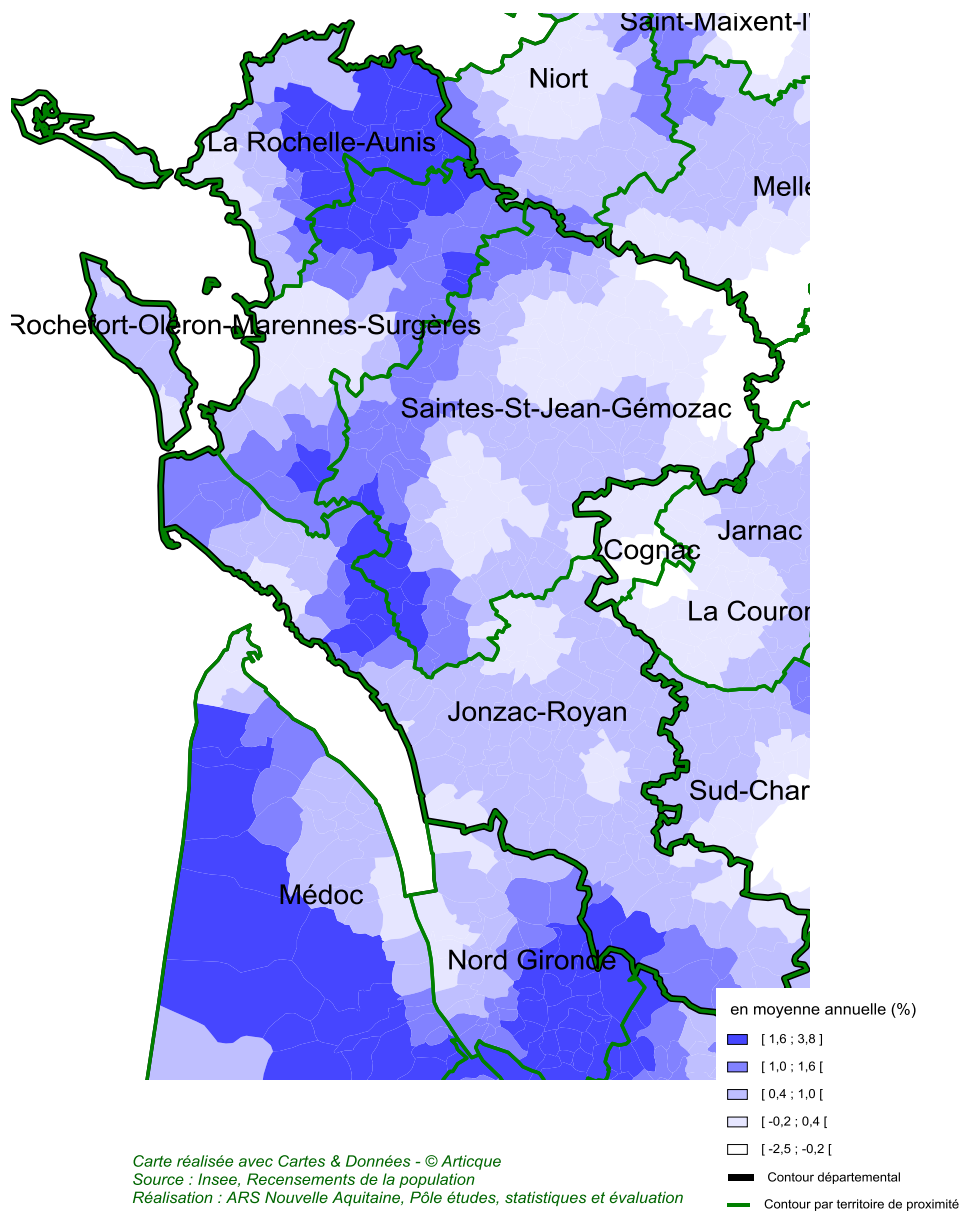 Saint-Maixent-l'
Niort
La Rochelle-Aunis
Melle
Rochefort-Oléron-Marennes-Surgères
Saintes-St-Jean-Gémozac
Jarnac
Cognac
La Couron
Jonzac-Royan
Sud-Char
Médoc
Nord Gironde
en moyenne annuelle (%)
[ 1,6 ; 3,8 ]
[ 1,0 ; 1,6 [
[ 0,4 ; 1,0 [
[ -0,2 ; 0,4 [
[ -2,5 ; -0,2 [
Contour départemental
Contour par territoire de proximité
Carte réalisée avec Cartes & Données - © Articque
Source : Insee, Recensements de la population
Réalisation : ARS Nouvelle Aquitaine, Pôle études, statistiques et évaluation